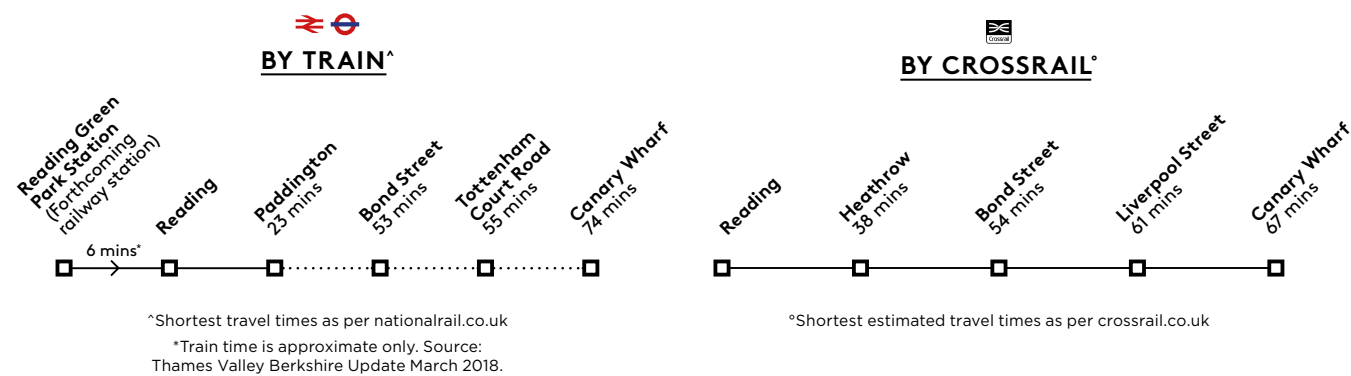 BY TRAIN^
Reading Green
Park Station
(Forthcoming
railway station)
6 mins*
Reading
Paddington
23 mins
Bond Street
53 mins
Tottenham
Court Road
55 mins
Canary Wharf
74 mins
^Shortest travel times as per nationalrail.co.uk
*Train time is approximate only. Source:
Thames Valley Berkshire Update March 2018.
Crossrail
BY CROSSRAIL°
Reading
Heathrow
38 mins
Bond Street
54 mins
Liverpool Street
61 mins
Canary Wharf
67 mins
°Shortest estimated travel times as per crossrail.co.uk